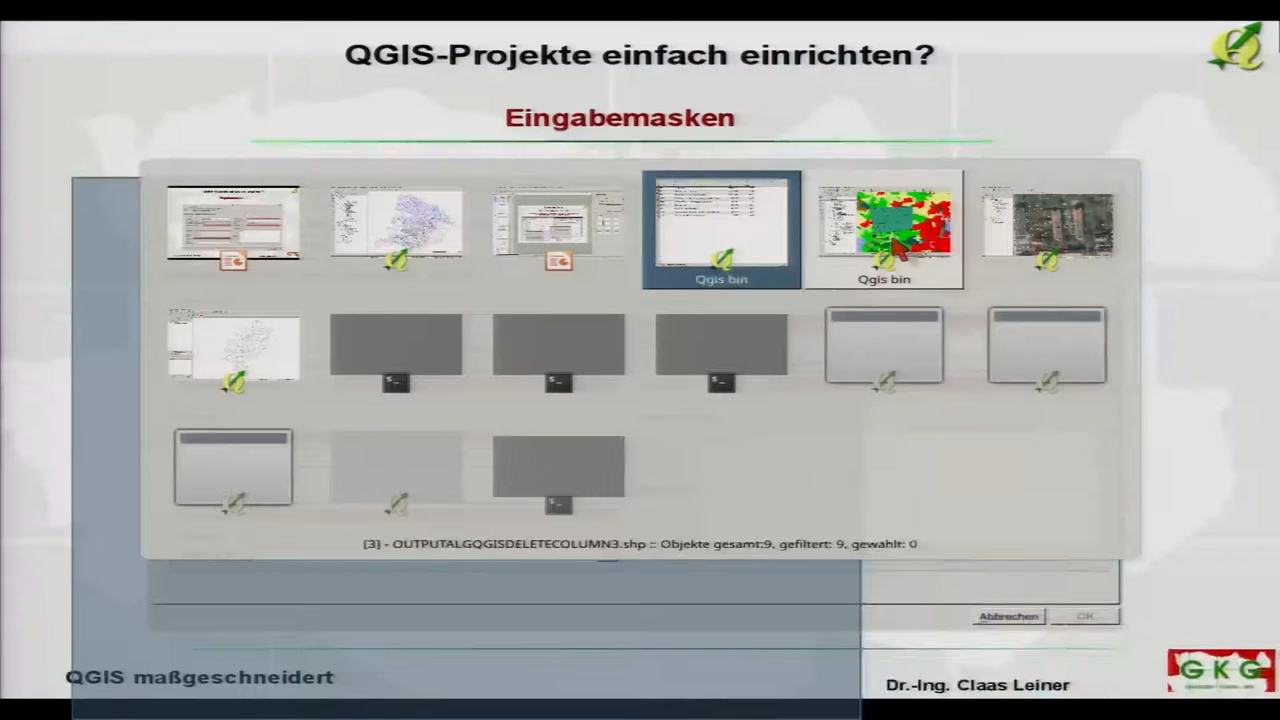 QGIS-Projekte einfach einrichten?
Eingabemasken
Qgis bin
Qgis bin
[3] - OUTPUTALGQGISDELETECOLUMN3.shp :: Objekte gesamt:9, gefiltert: 9, gewählt: 0
Abbrechen
OK
QGIS maßgeschneidert
Dr.-Ing. Claas Leiner
GKG